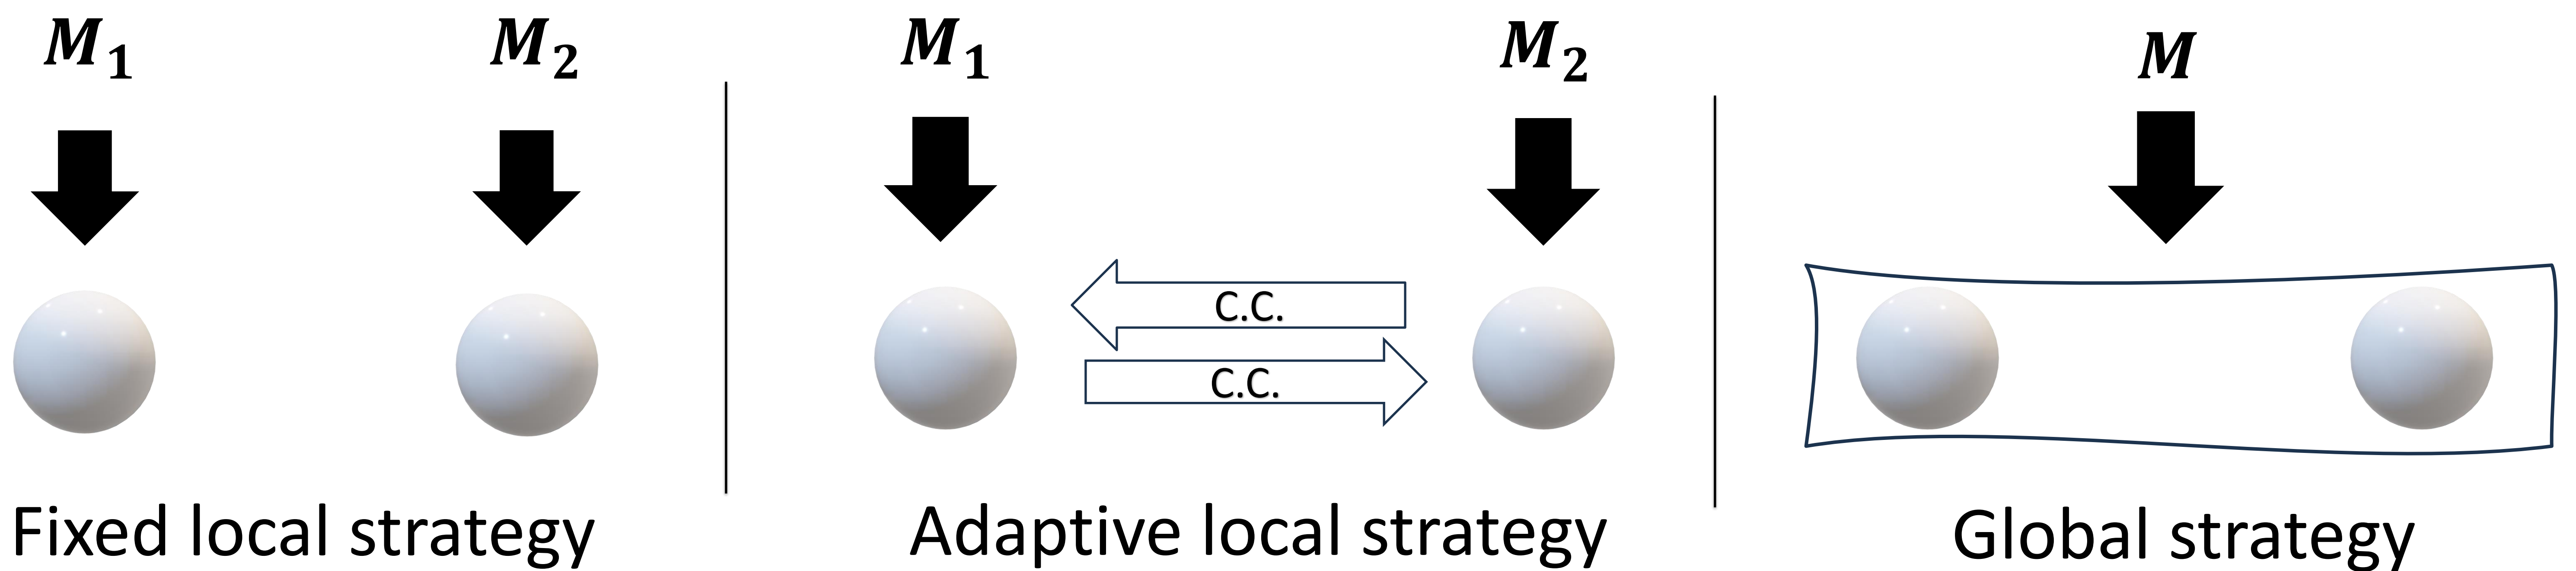 M₁
M₂
Fixed local strategy
M₁
M₂
C.C.
C.C.
Adaptive local strategy
M
Global strategy